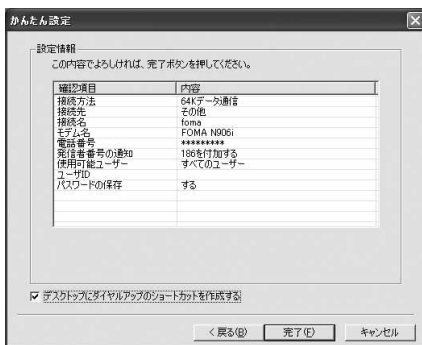 かんたん設定
設定情報
この内容でよろしければ、完了ボタンを押してください。
確認項目 内容
接続方法 64Kデータ通信
接続先 その他
接続名 foma
モデム名 FOMA N906i
電話番号 *********
発信者番号の通知 186を付加する
使用可能ユーザー すべてのユーザー
ユーザID
パスワードの保存 する
デスクトップにダイヤルアップのショートカットを作成する
< 戻る(B) 完了(F) キャンセル